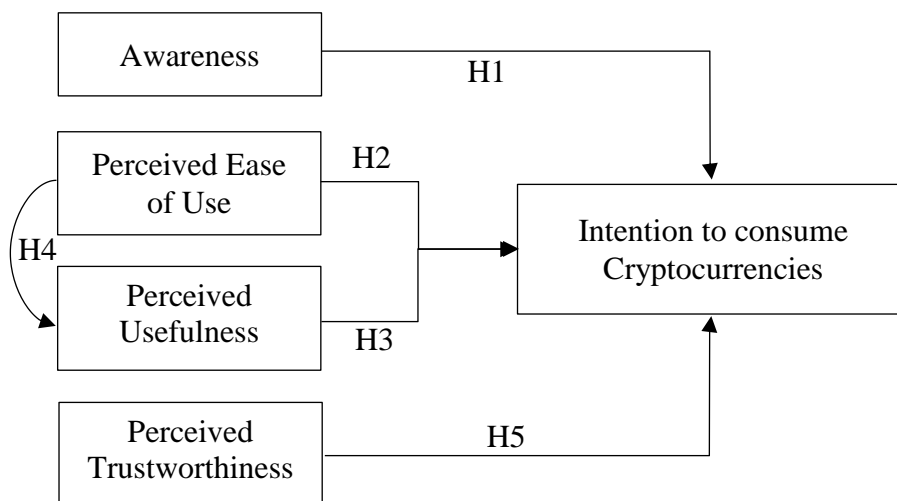 Awareness
H1
Perceived Ease
of Use
H2
H4
Intention to consume
Cryptocurrencies
Perceived
Usefulness
H3
Perceived
Trustworthiness
H5